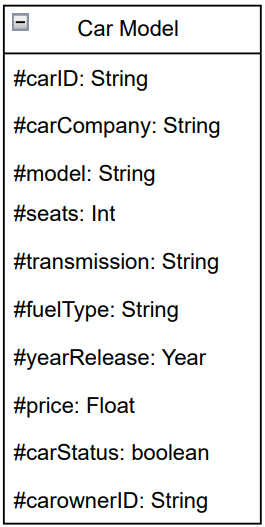 Car Model
#carID: String
#carCompany: String
#model: String
#seats: Int
#transmission: String
#fuelType: String
#yearRelease: Year
#price: Float
#carStatus: boolean
#carownerID: String